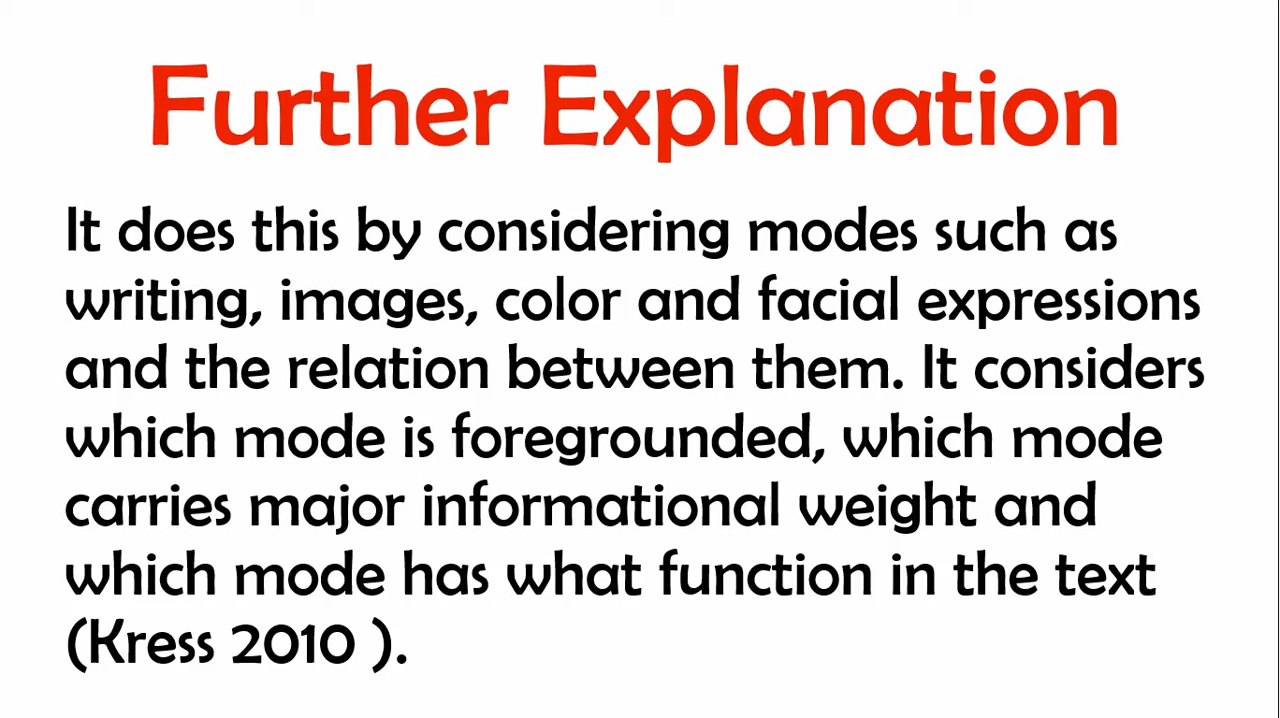 Further Explanation
It does this by considering modes such as
writing, images, color and facial expressions
and the relation between them. It considers
which mode is foregrounded, which mode
carries major informational weight and
which mode has what function in the text
(Kress 2010 ).